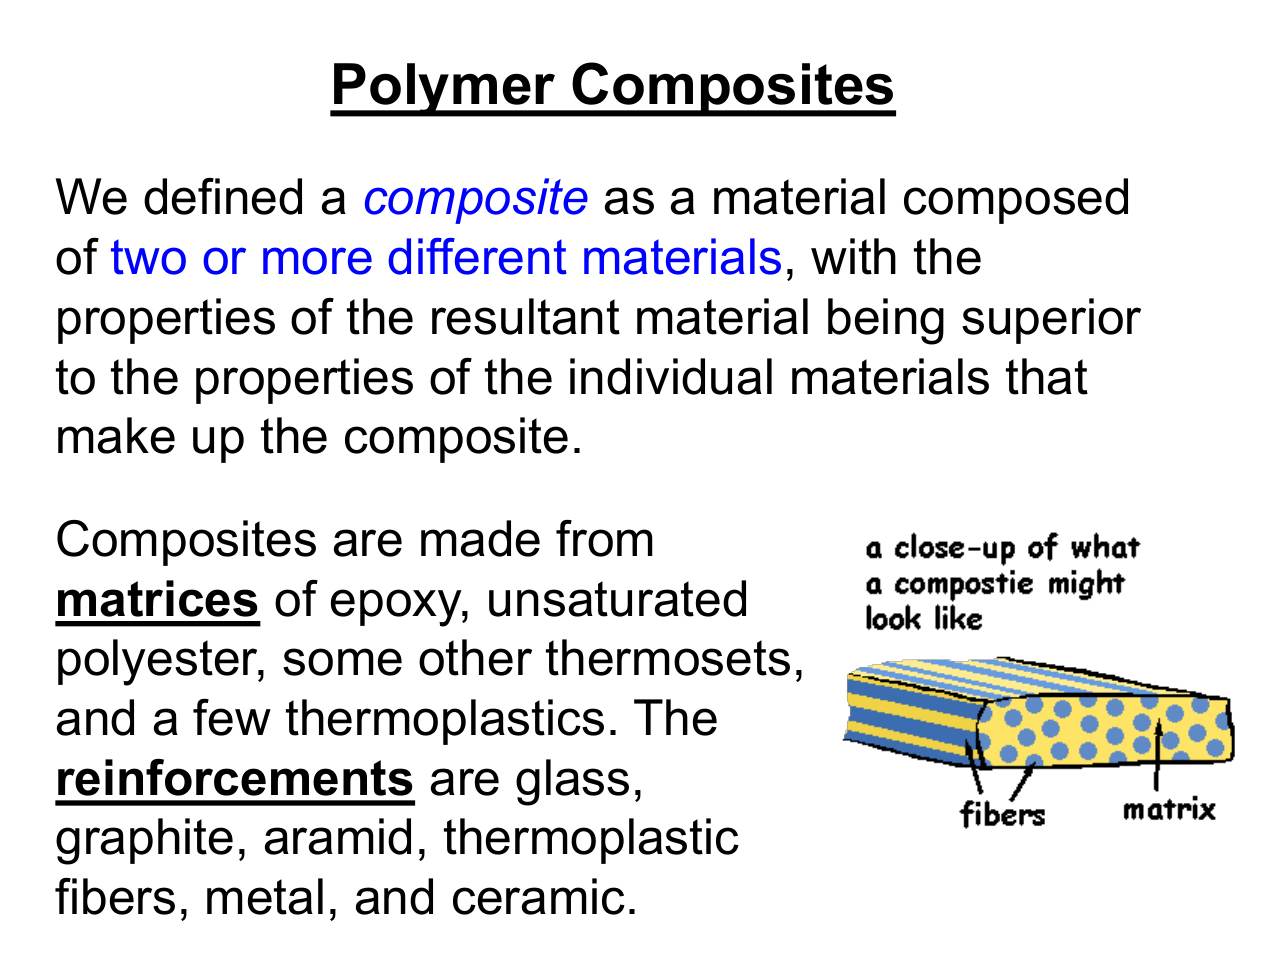 Polymer Composites
We defined a composite as a material composed
of two or more different materials, with the
properties of the resultant material being superior
to the properties of the individual materials that
make up the composite.
Composites are made from
matrices of epoxy, unsaturated
polyester, some other thermosets,
and a few thermoplastics. The
reinforcements are glass,
graphite, aramid, thermoplastic
fibers, metal, and ceramic.
a close-up of what
a compostie might
look like
fibers
matrix